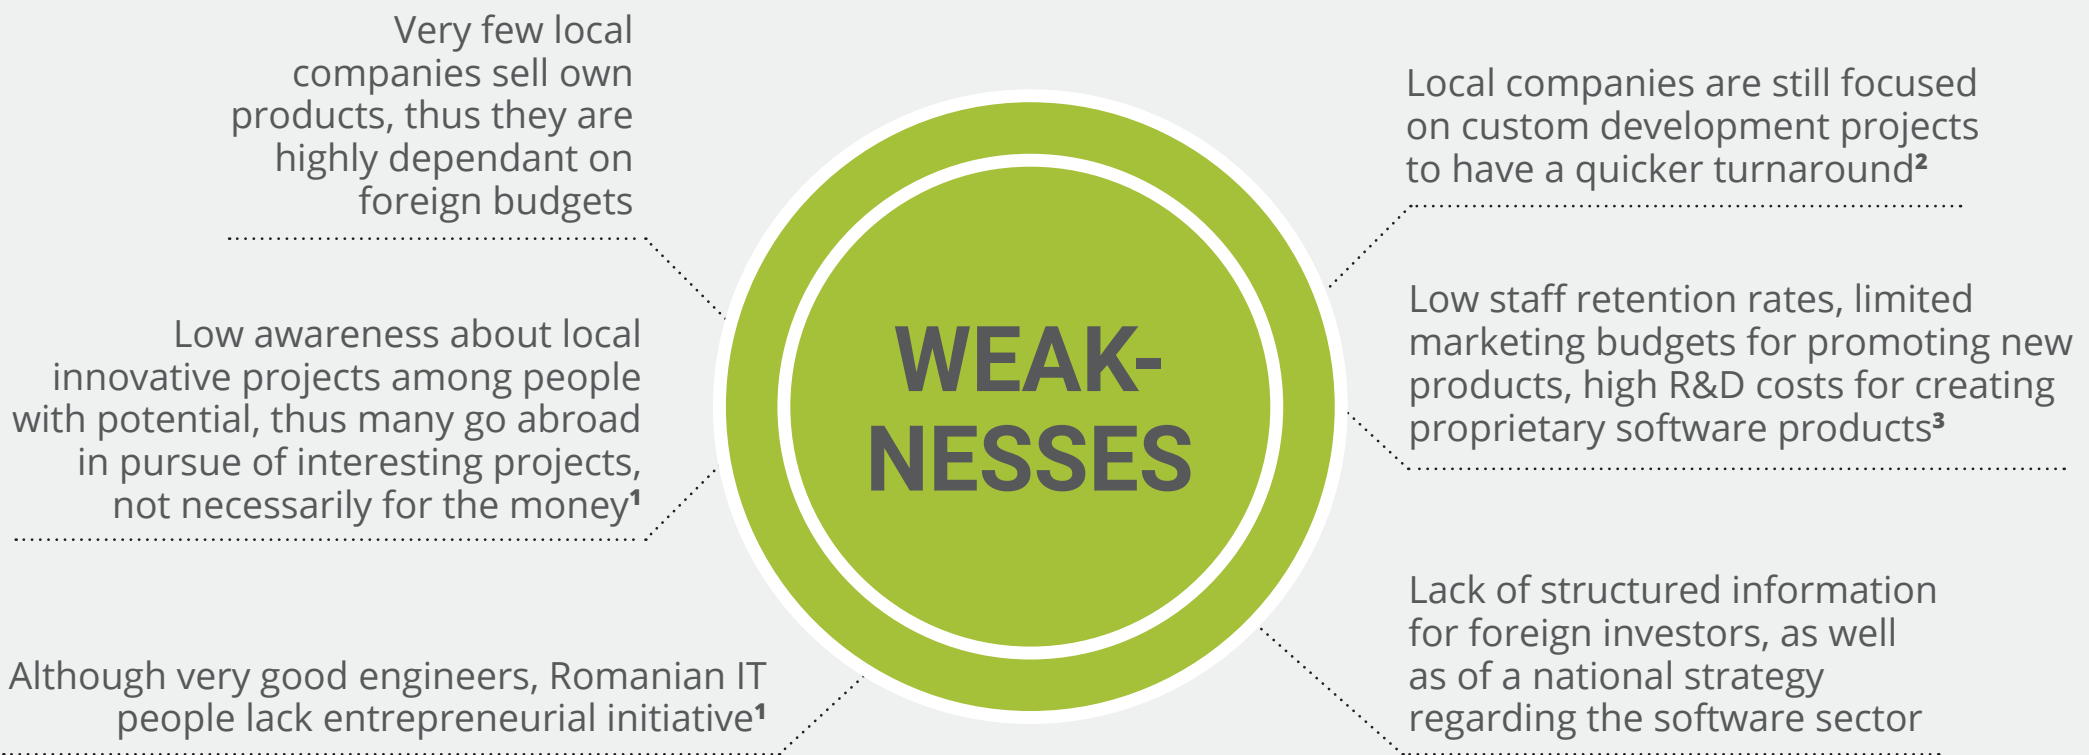 Very few local
companies sell own
products, thus they are
highly dependant on
foreign budgets
Low awareness about local
innovative projects among people
with potential, thus many go abroad
in pursue of interesting projects,
not necessarily for the money¹
Although very good engineers, Romanian IT
people lack entrepreneurial initiative¹
WEAK-
NESSES
Local companies are still focused
on custom development projects
to have a quicker turnaround²
Low staff retention rates, limited
marketing budgets for promoting new
products, high R&D costs for creating
proprietary software products³
Lack of structured information
for foreign investors, as well
as of a national strategy
regarding the software sector